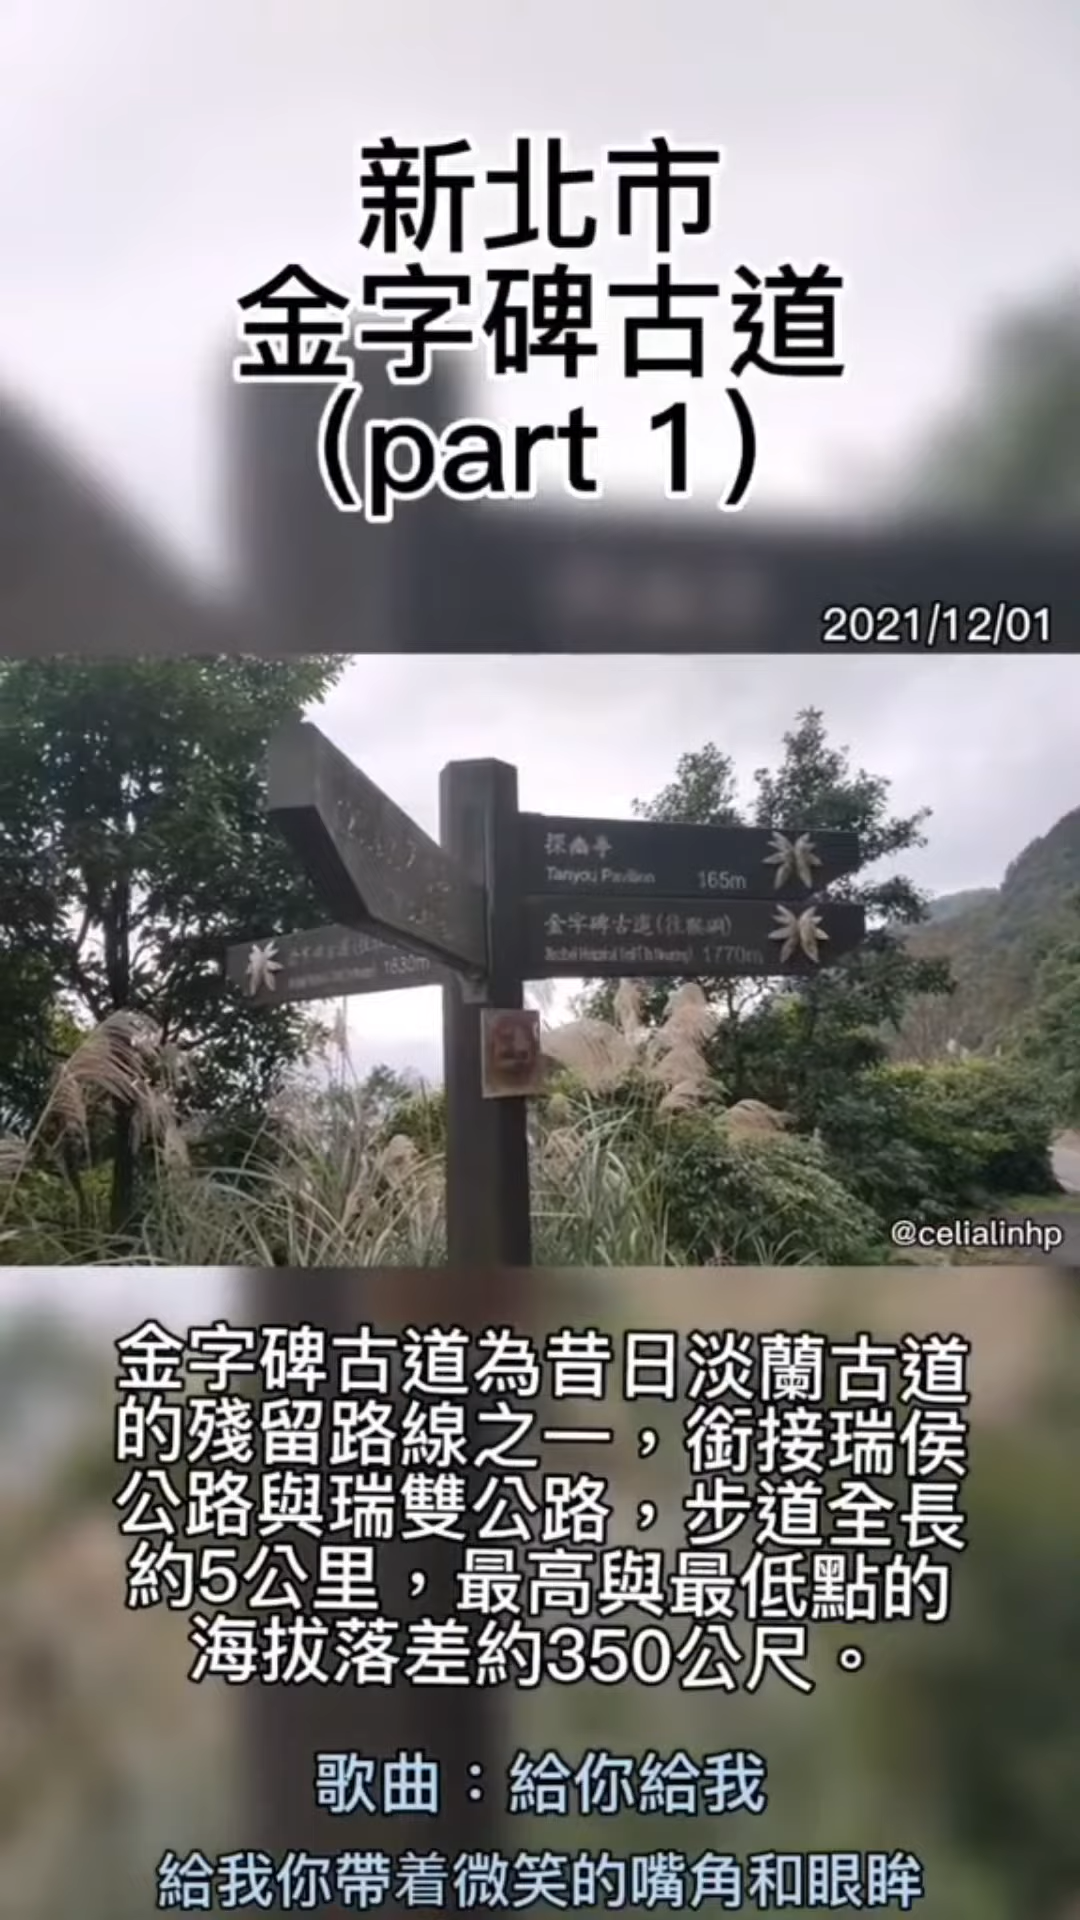 新北市
金字碑古道
(part 1)
2021/12/01
探幽亭
Tanyou Pavilion 165m
金字碑古道(往猴硐)
1770m
1630m
@celialinhp
金字碑古道為昔日淡蘭古道
的殘留路線之一，銜接瑞侯
公路與瑞雙公路，步道全長
約5公里，最高與最低點的
海拔落差約350公尺。
歌曲：給你給我
給我你帶着微笑的嘴角和眼眸